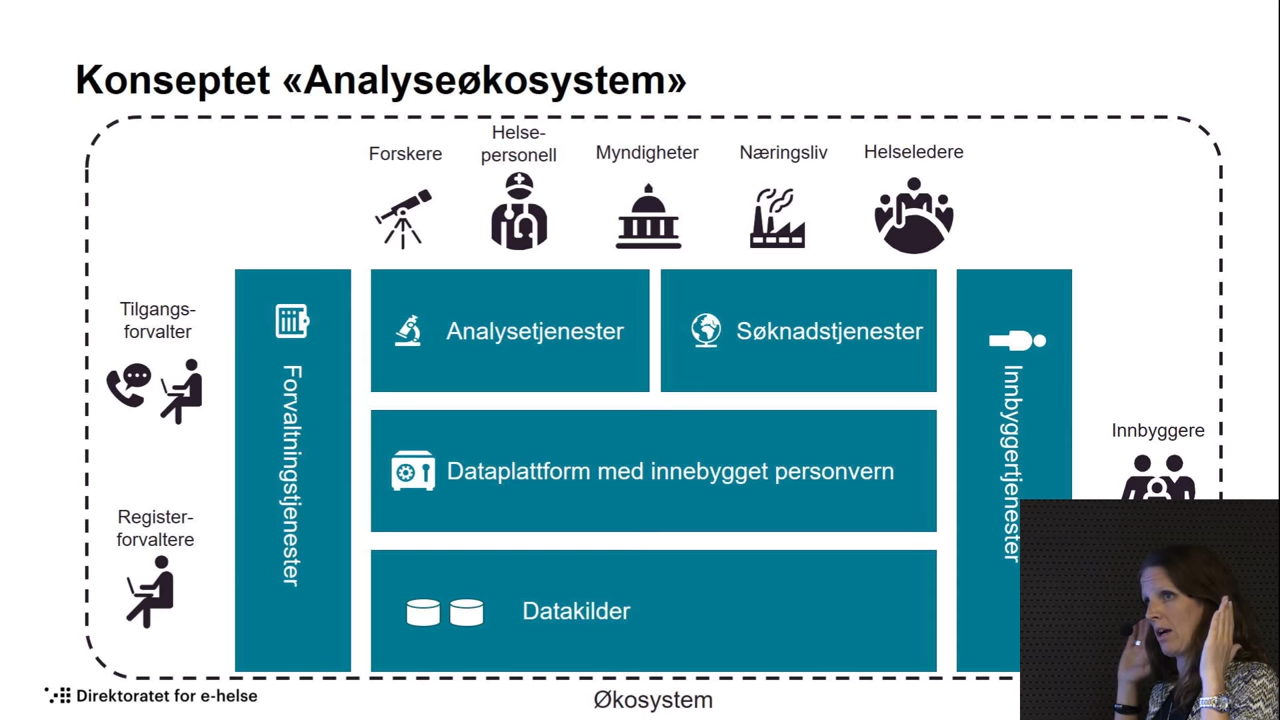 Konseptet «Analyseøkosystem»
Forskere
Helse-
personell
Myndigheter
Næringsliv
Helseledere
Tilgangs-
forvalter
Register-
forvaltere
Forvaltningstjenester
Analysetjenester
Søknadstjenester
Dataplattform med innebygget personvern
Datakilder
Innbyggertjenester
Innbyggere
Direktoratet for e-helse
Økosystem